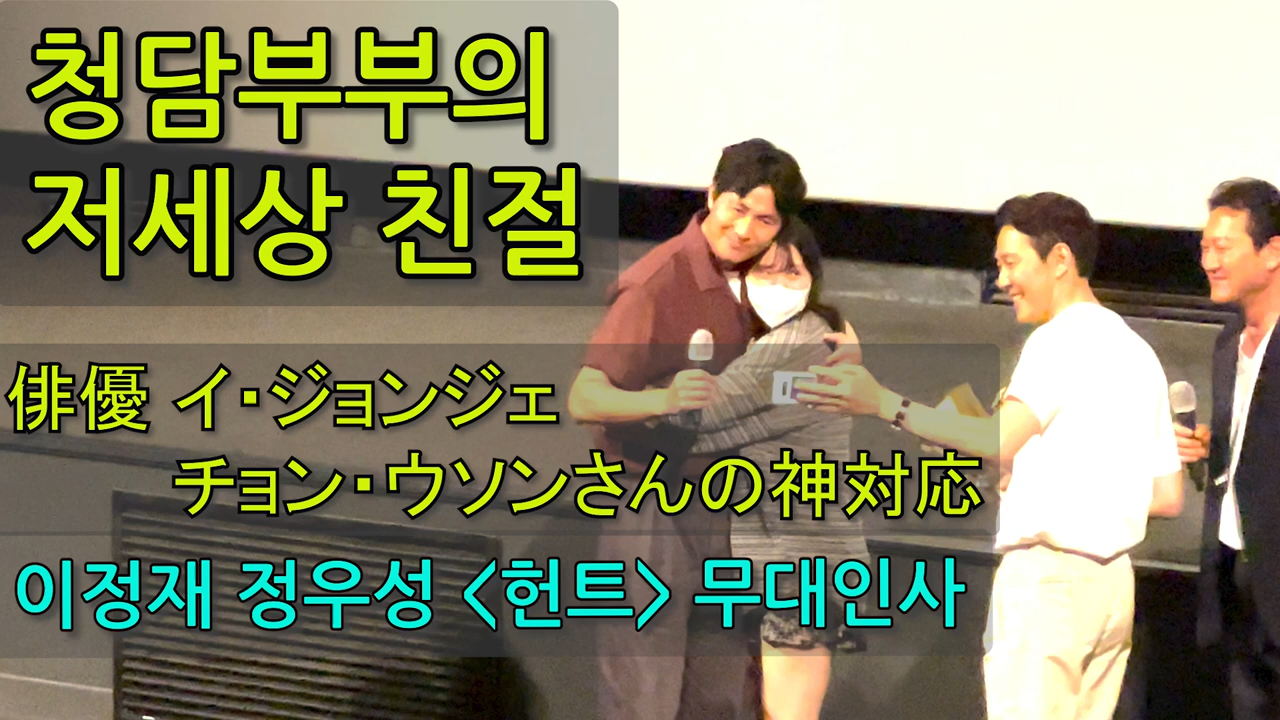 청담부부의
저세상 친절
俳優 イ・ジョンジェ
チョン・ウソンさんの神対応
이정재 정우성 <헌트> 무대인사